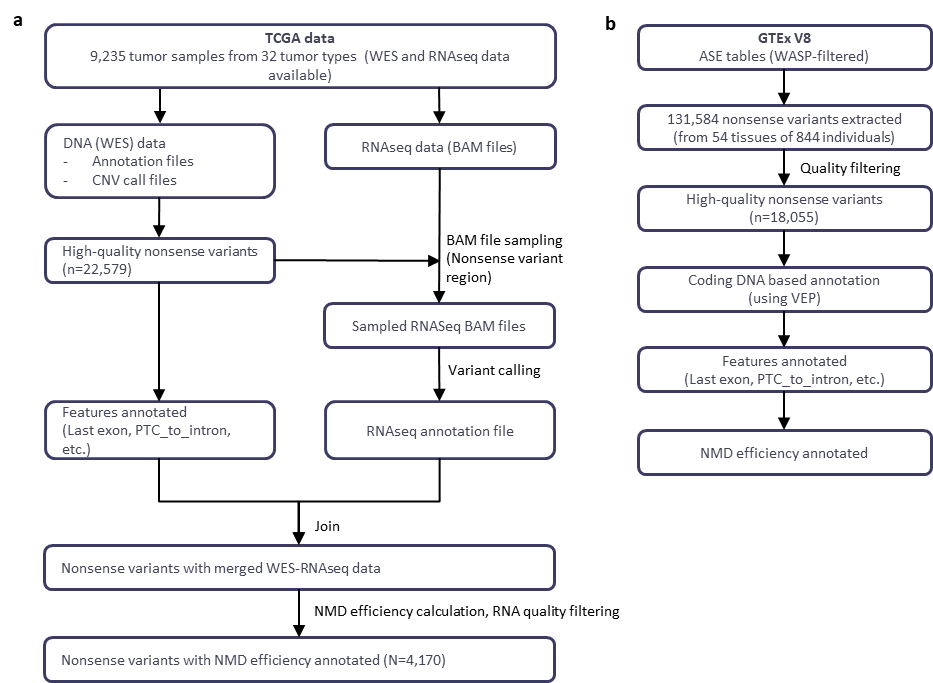 a
TCGA data
9,235 tumor samples from 32 tumor types (WES and RNAseq data
available)
DNA (WES) data
- Annotation files
- CNV call files
RNAseq data (BAM files)
High-quality nonsense variants
(n=22,579)
BAM file sampling
(Nonsense variant
region)
Sampled RNASeq BAM files
Variant calling
Features annotated
(Last exon, PTC_to_intron,
etc.)
RNAseq annotation file
Join
Nonsense variants with merged WES-RNAseq data
NMD efficiency calculation, RNA quality filtering
Nonsense variants with NMD efficiency annotated (N=4,170)
b
GTEx V8
ASE tables (WASP-filtered)
131,584 nonsense variants extracted
(from 54 tissues of 844 individuals)
Quality filtering
High-quality nonsense variants
(n=18,055)
Coding DNA based annotation
(using VEP)
Features annotated
(Last exon, PTC_to_intron, etc.)
NMD efficiency annotated